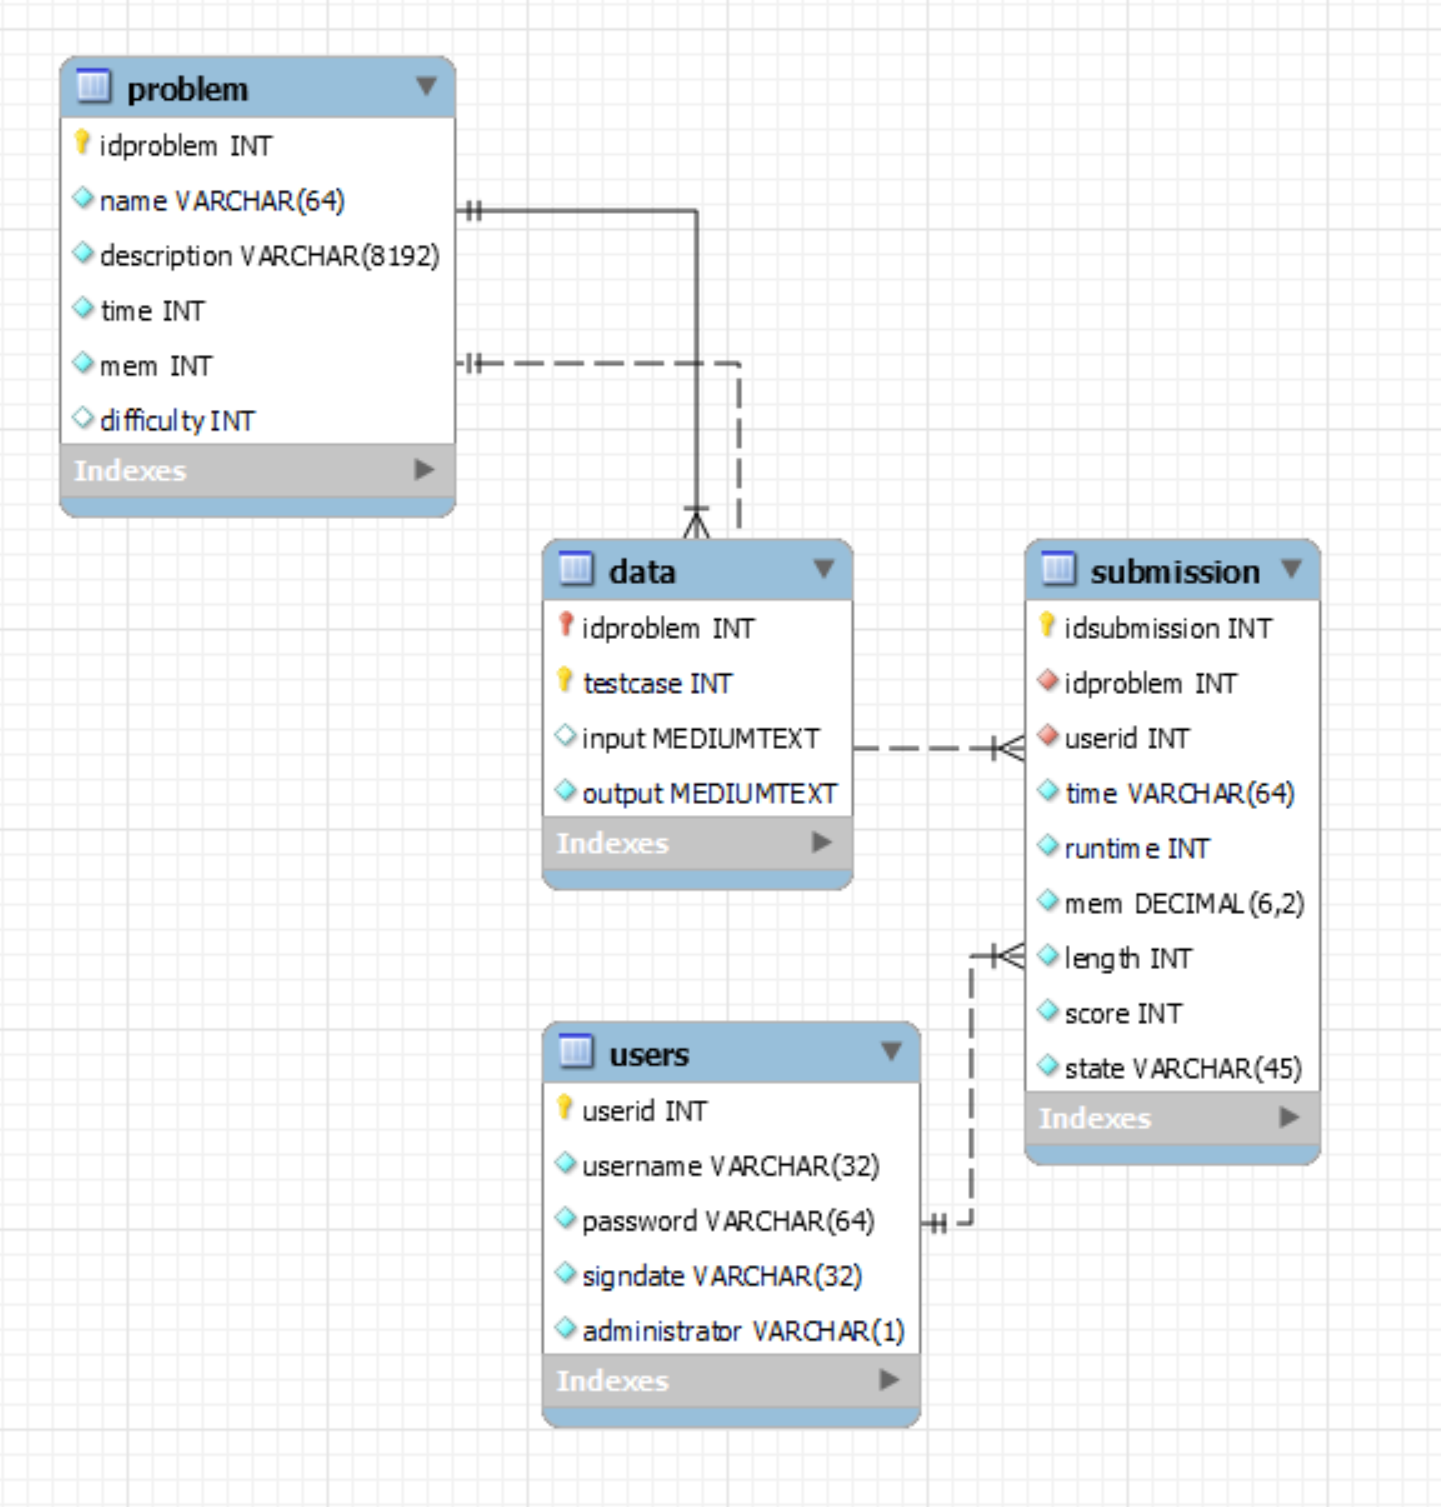 problem
idproblem INT
name VARCHAR(64)
description VARCHAR(8192)
time INT
mem INT
difficulty INT
Indexes
data
idproblem INT
testcase INT
input MEDIUMTEXT
output MEDIUMTEXT
Indexes
submission
idsubmission INT
idproblem INT
userid INT
time VARCHAR(64)
runtime INT
mem DECIMAL(6,2)
length INT
score INT
state VARCHAR(45)
Indexes
users
userid INT
username VARCHAR(32)
password VARCHAR(64)
signdate VARCHAR(32)
administrator VARCHAR(1)
Indexes